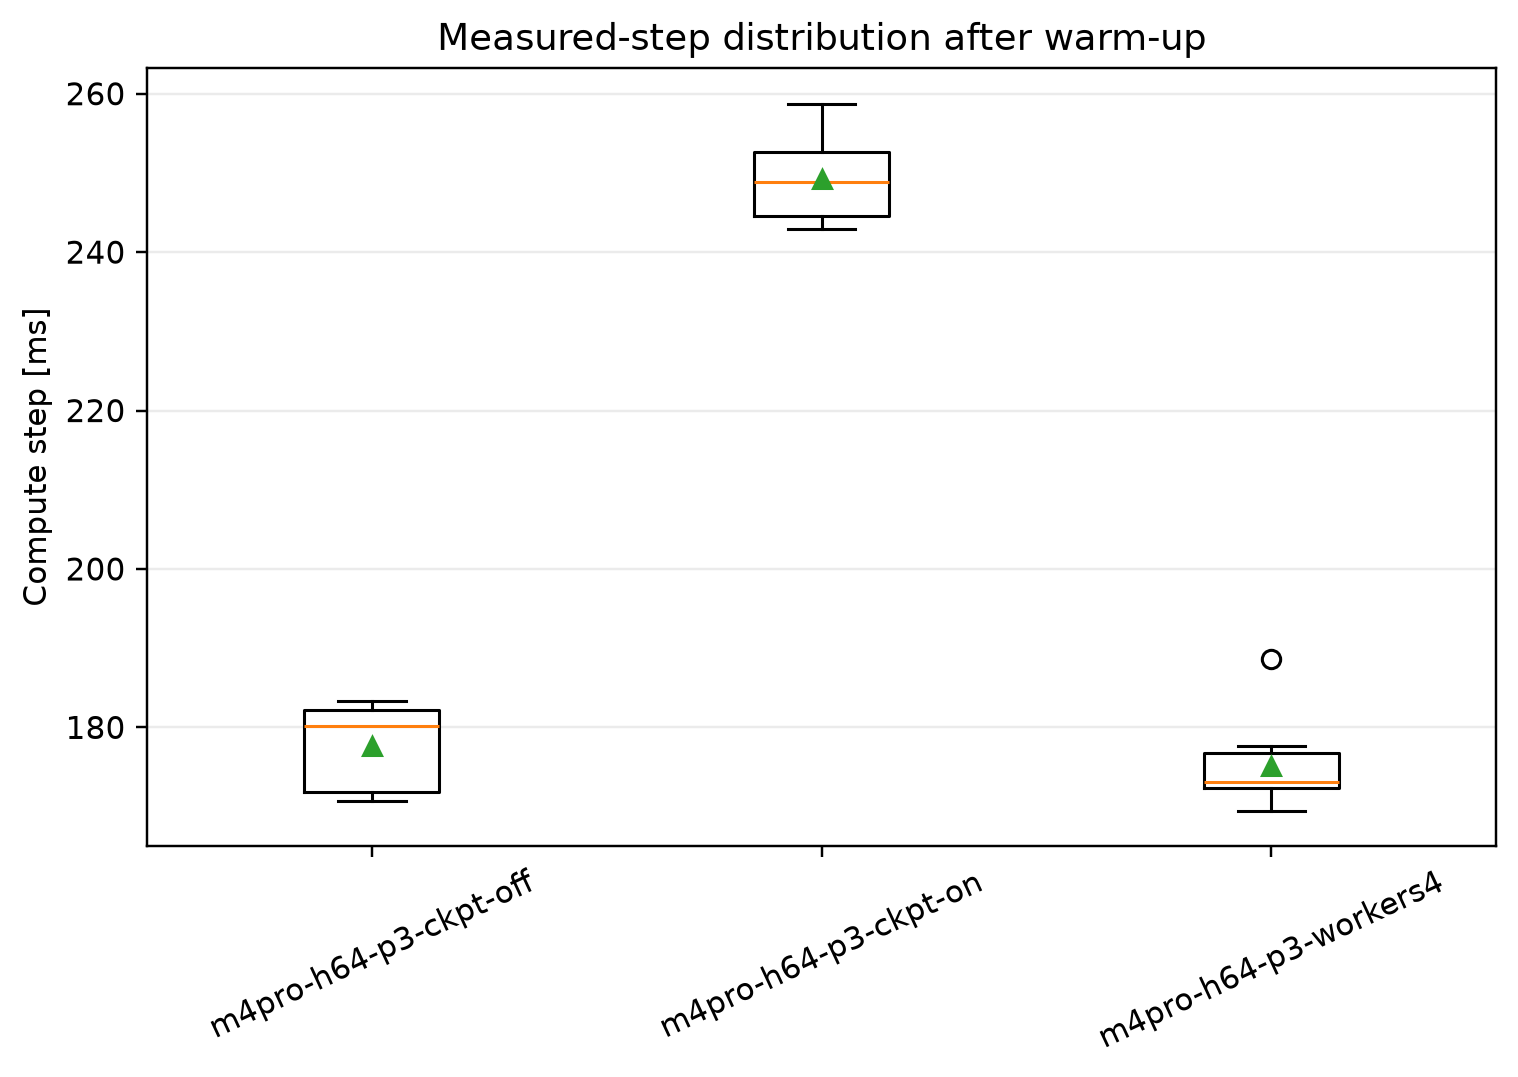 Measured-step distribution after warm-up
Compute step [ms]
260
240
220
200
180
m4pro-h64-p3-ckpt-off
m4pro-h64-p3-ckpt-on
m4pro-h64-p3-workers4